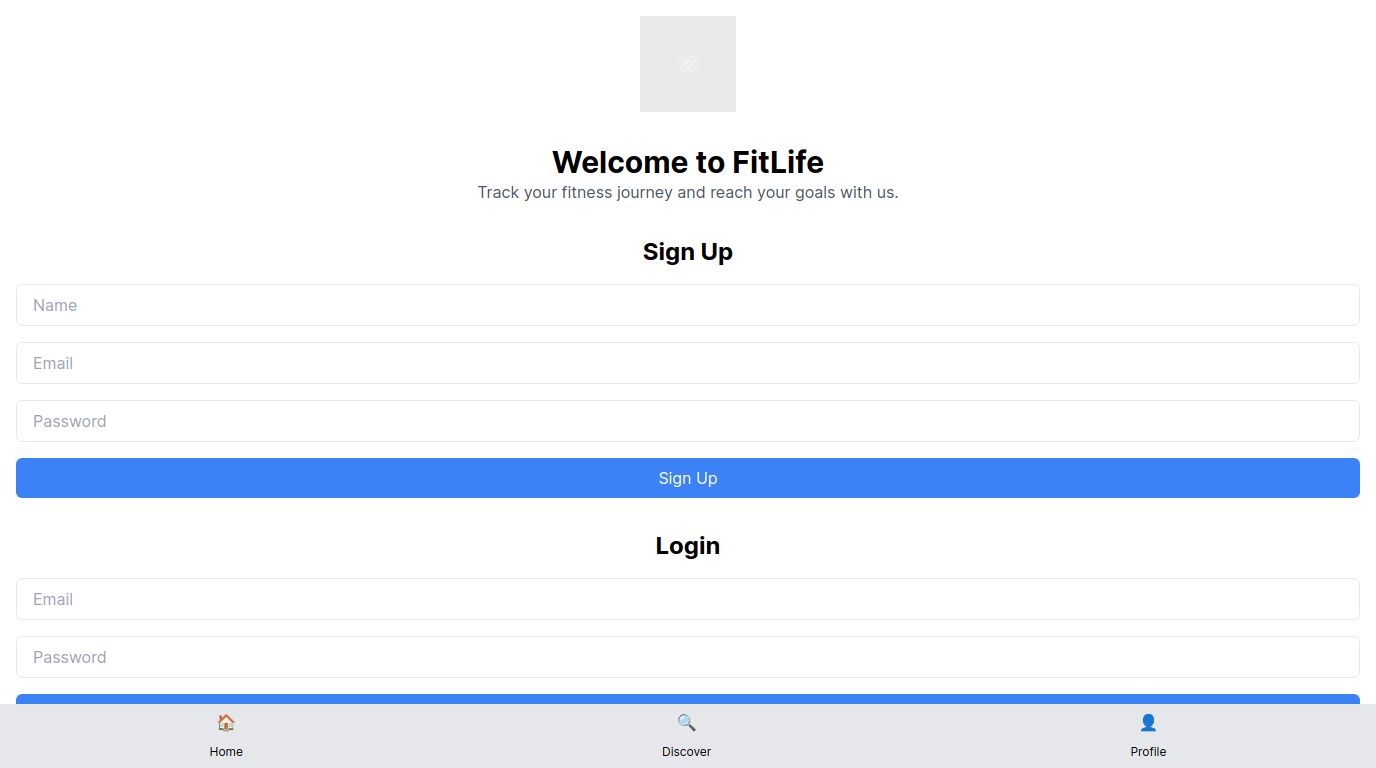 Welcome to FitLife
Track your fitness journey and reach your goals with us.
Sign Up
Name
Email
Password
Sign Up
Login
Email
Password
Home
Discover
Profile